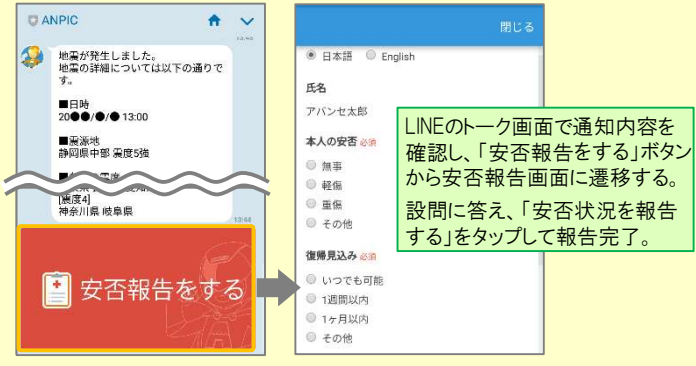 ANPIC
地震が発生しました。
地震の詳細については以下の通りで
す。
■日時
20●●/●/● 13:00
■震源地
静岡県中部 震度5強
[震度4]
神奈川県 岐阜県
13:44
安否報告をする
閉じる
日本語 English
氏名
アバンセ太郎
本人の安否 必須
無事
軽傷
重傷
その他
復帰見込み 必須
いつでも可能
1週間以内
1ヶ月以内
その他
LINEのトーク画面で通知内容を
確認し、「安否報告をする」ボタン
から安否報告画面に遷移する。
設問に答え、「安否状況を報告
する」をタップして報告完了。